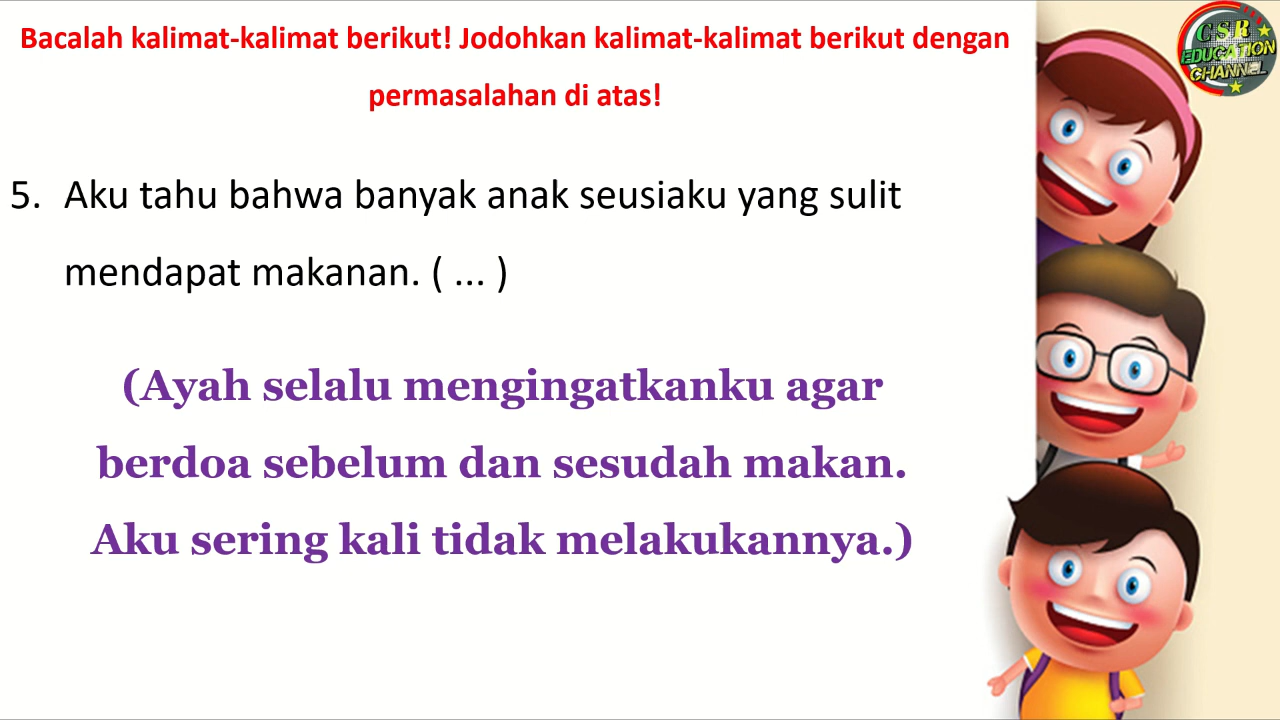 Bacalah kalimat-kalimat berikut! Jodohkan kalimat-kalimat berikut dengan
permasalahan di atas!
CSR
EDUCATION
CHANNEL
5. Aku tahu bahwa banyak anak seusiaku yang sulit
mendapat makanan. ( ... )
(Ayah selalu mengingatkanku agar
berdoa sebelum dan sesudah makan.
Aku sering kali tidak melakukannya.)